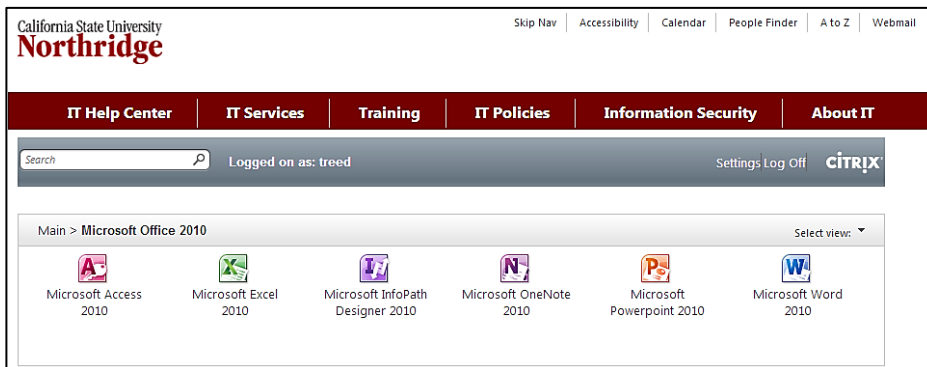 California State University
Northridge
Skip Nav Accessibility Calendar People Finder A to Z Webmail
IT Help Center IT Services Training IT Policies Information Security About IT
Search Logged on as: treed Settings Log Off CITRIX
Main > Microsoft Office 2010 Select view:
Microsoft Access Microsoft Excel Microsoft InfoPath Microsoft OneNote Microsoft Microsoft Word
2010 2010 Designer 2010 2010 Powerpoint 2010 2010